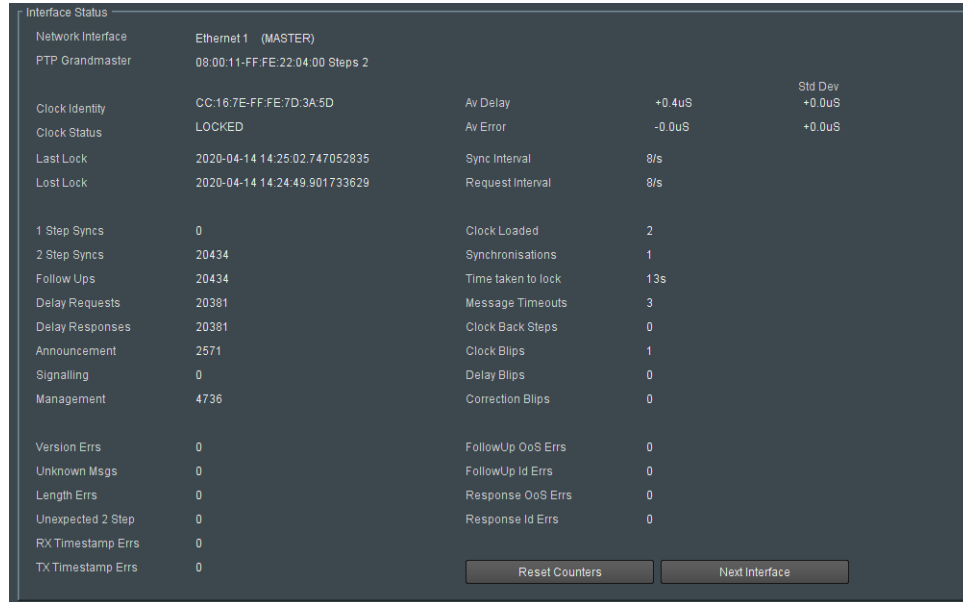 Interface Status
Network Interface Ethernet 1 (MASTER)
PTP Grandmaster 08:00:11-FF:FE:22:04:00 Steps 2
Std Dev
Clock Identity CC:16:7E-FF:FE:7D:3A:5D Av Delay +0.4uS +0.0uS
Clock Status LOCKED Av Error -0.0uS +0.0uS
Last Lock 2020-04-14 14:25:02.747052835 Sync Interval 8/s
Lost Lock 2020-04-14 14:24:49.901733629 Request Interval 8/s
1 Step Syncs 0 Clock Loaded 2
2 Step Syncs 20434 Synchronisations 1
Follow Ups 20434 Time taken to lock 13s
Delay Requests 20381 Message Timeouts 3
Delay Responses 20381 Clock Back Steps 0
Announcement 2571 Clock Blips 1
Signalling 0 Delay Blips 0
Management 4736 Correction Blips 0
Version Errs 0 FollowUp OoS Errs 0
Unknown Msgs 0 FollowUp Id Errs 0
Length Errs 0 Response OoS Errs 0
Unexpected 2 Step 0 Response Id Errs 0
RX Timestamp Errs 0
TX Timestamp Errs 0 Reset Counters Next Interface